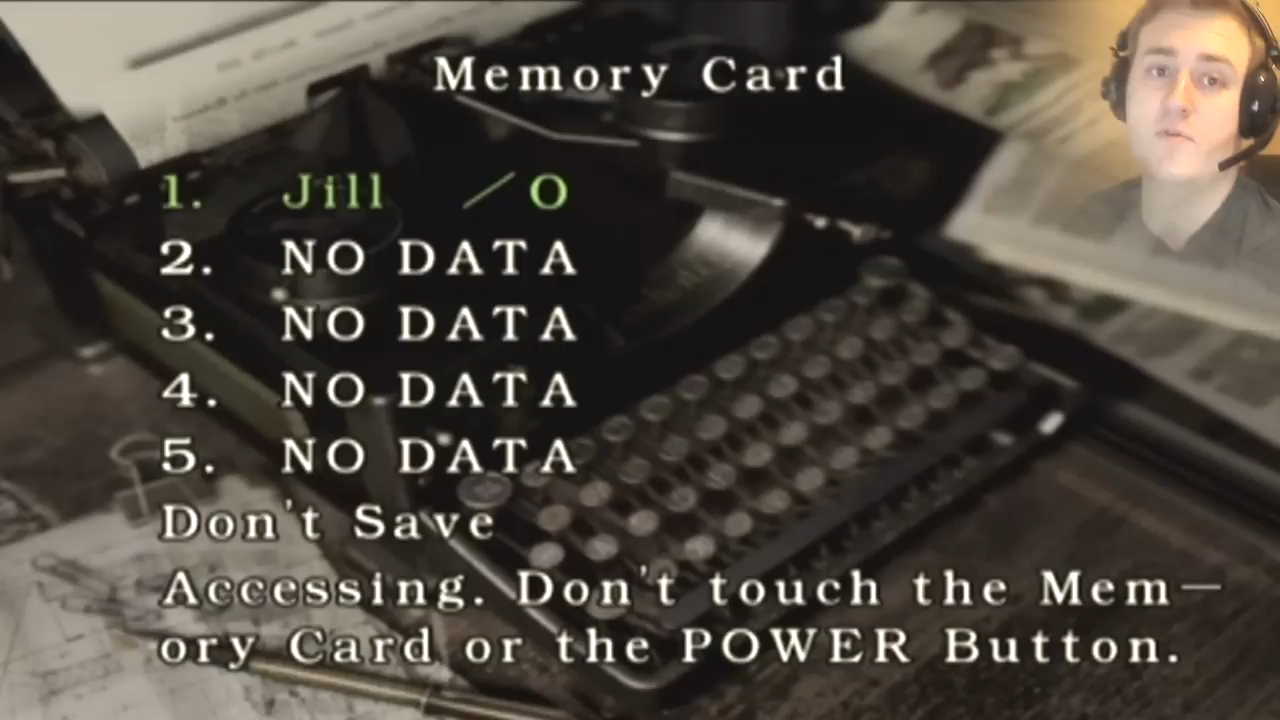 Memory Card
1. Jill /O
2. NO DATA
3. NO DATA
4. NO DATA
5. NO DATA
Don't Save
Accessing. Don't touch the Mem—
ory Card or the POWER Button.